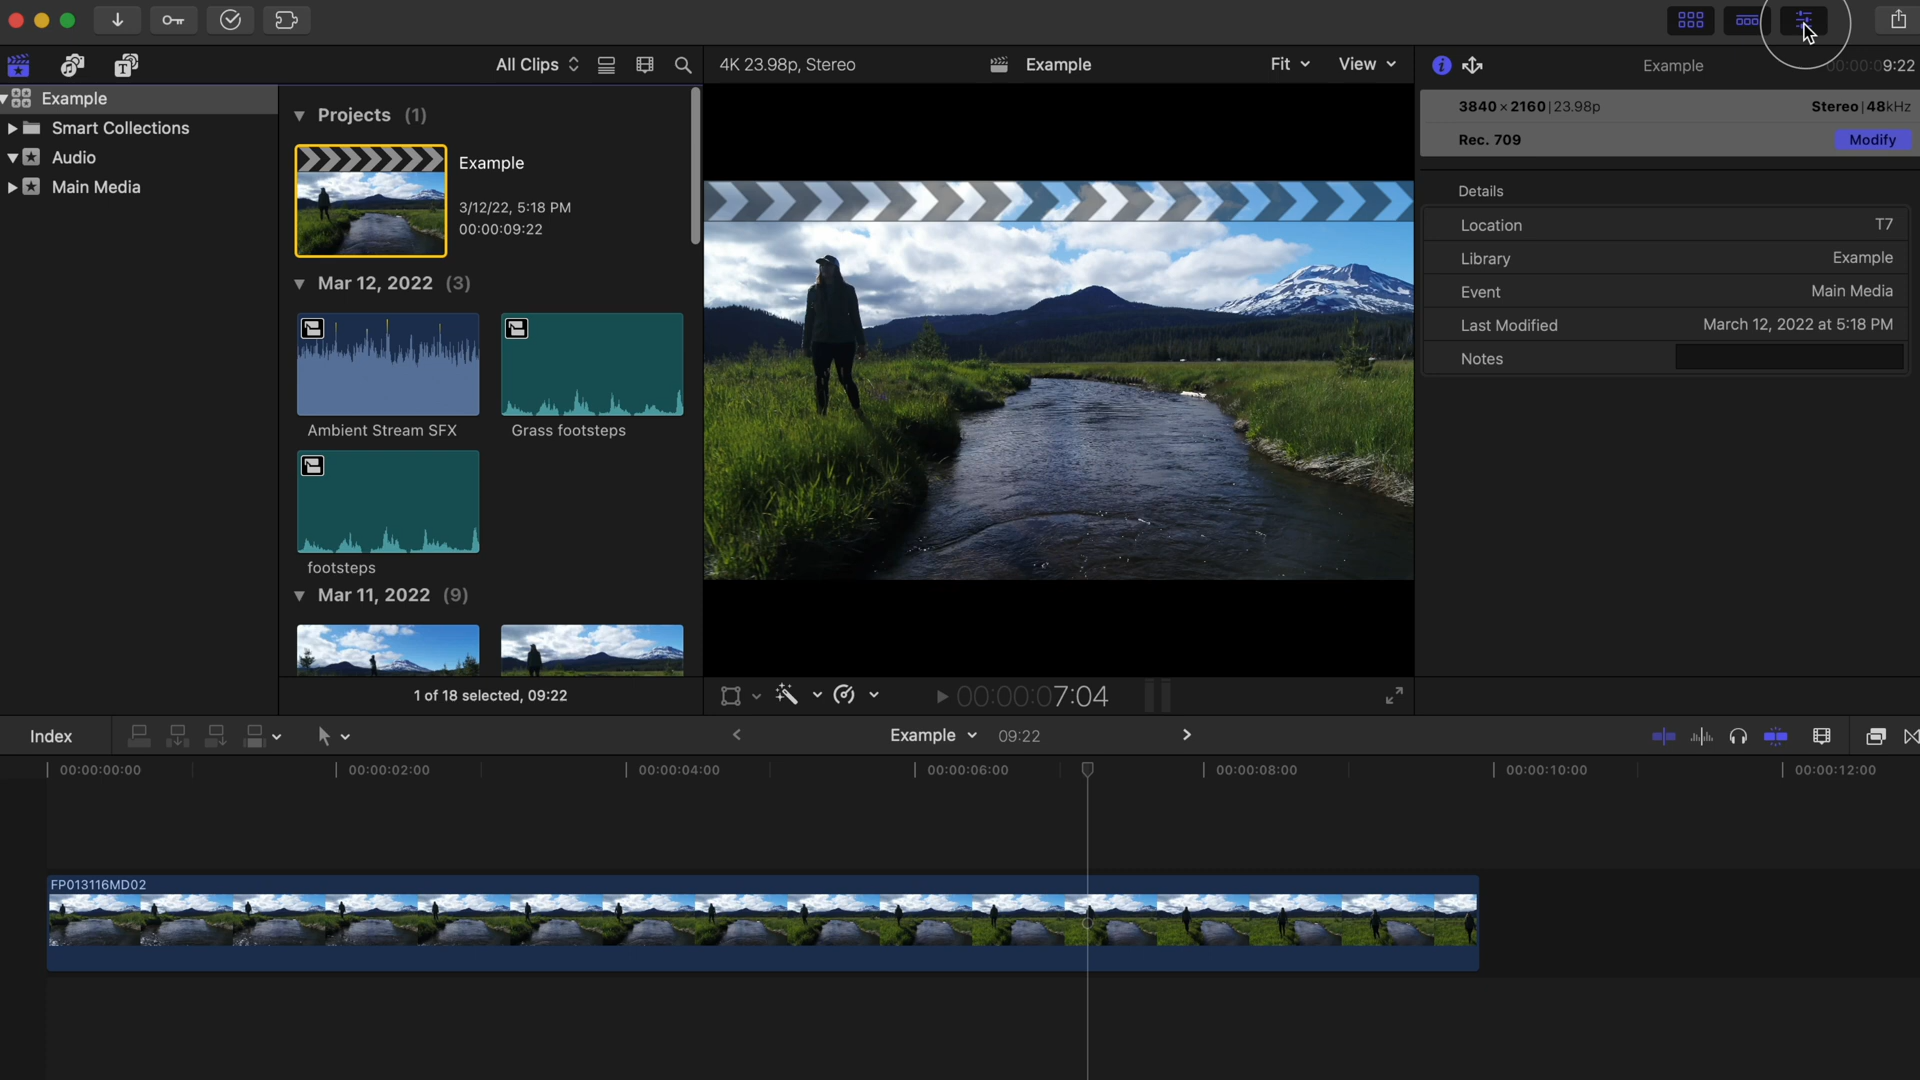 All Clips
4K 23.98p, Stereo
Example
Fit
View
Example
00:00:09:22
Example
Smart Collections
Audio
Main Media
Projects (1)
Example
3/12/22, 5:18 PM
00:00:09:22
Mar 12, 2022 (3)
Ambient Stream SFX
Grass footsteps
footsteps
Mar 11, 2022 (9)
1 of 18 selected, 09:22
00:00:07:04
3840 × 2160 | 23.98p
Stereo | 48kHz
Rec. 709
Modify
Details
Location T7
Library Example
Event Main Media
Last Modified March 12, 2022 at 5:18 PM
Notes
Index
Example 09:22
00:00:00:00
00:00:02:00
00:00:04:00
00:00:06:00
00:00:08:00
00:00:10:00
00:00:12:00
FP013116MD02